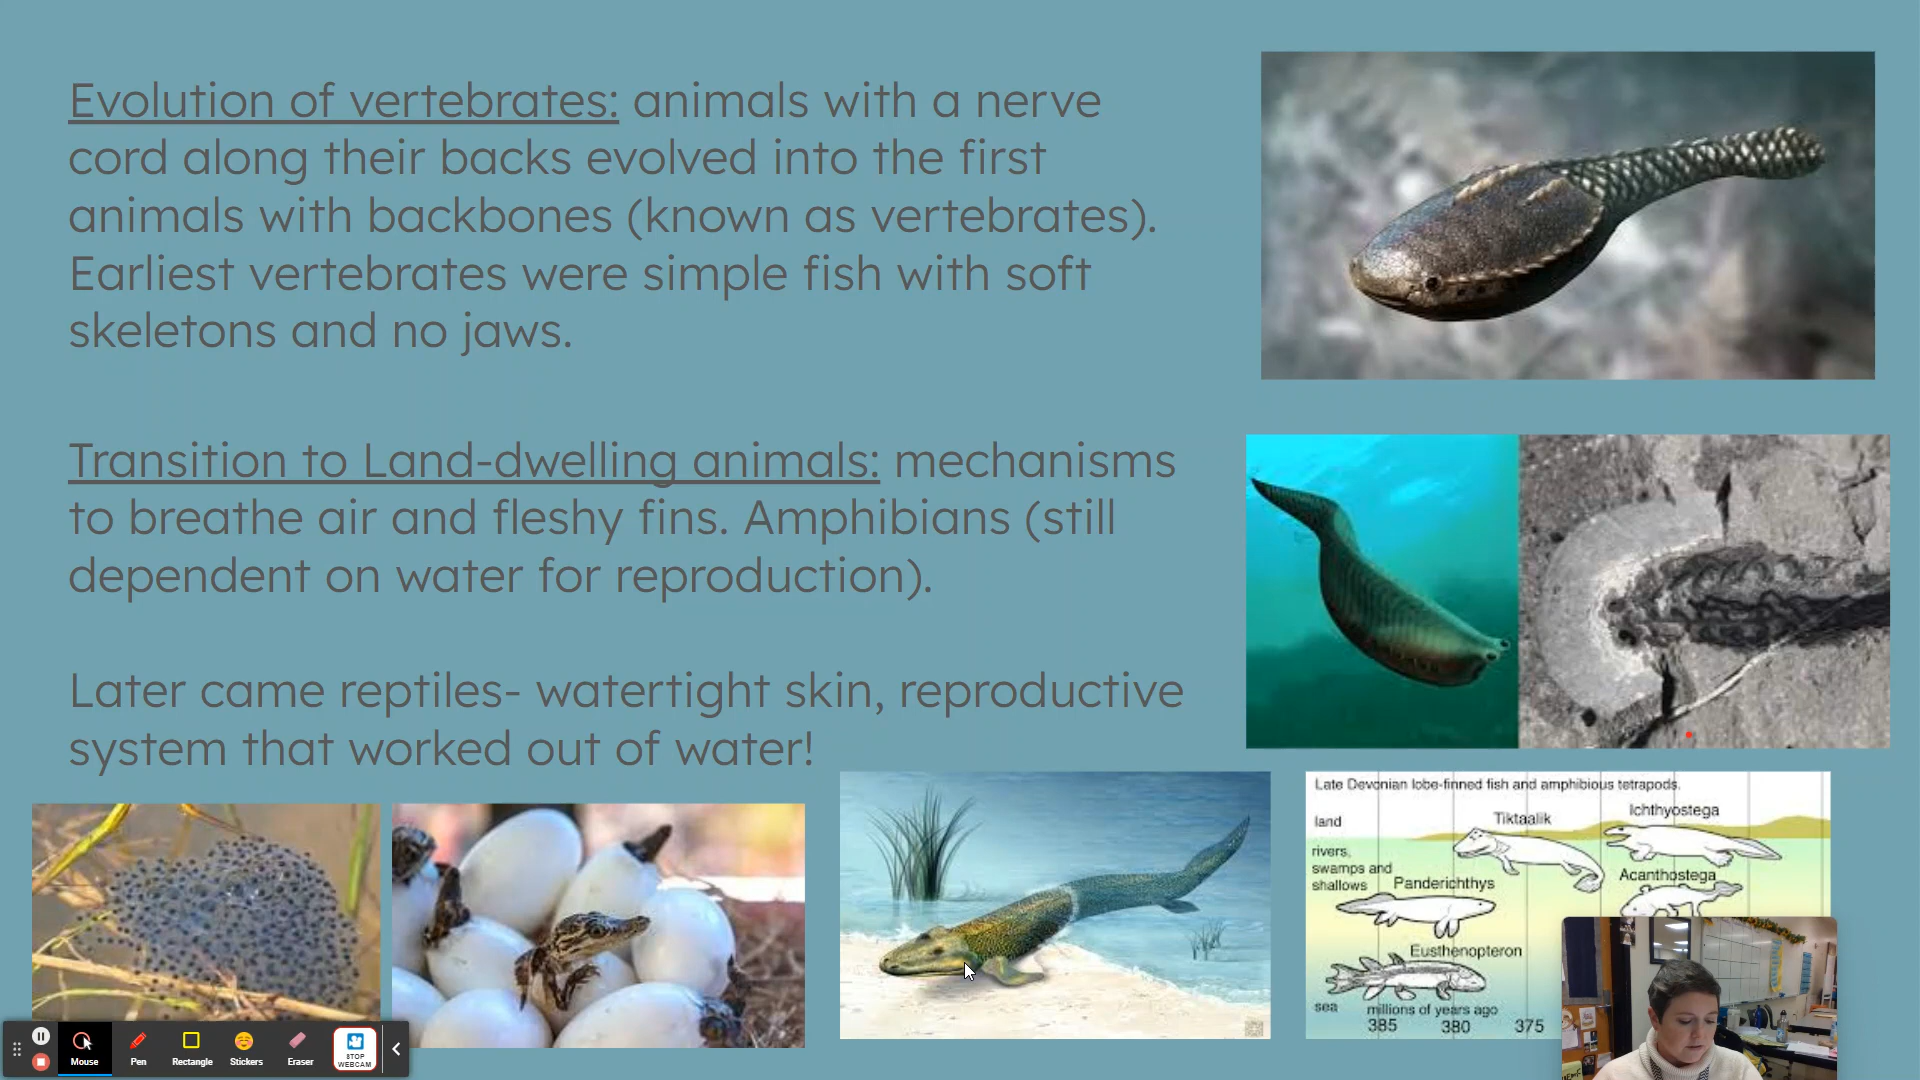 Evolution of vertebrates: animals with a nerve
cord along their backs evolved into the first
animals with backbones (known as vertebrates).
Earliest vertebrates were simple fish with soft
skeletons and no jaws.
Transition to Land-dwelling animals: mechanisms
to breathe air and fleshy fins. Amphibians (still
dependent on water for reproduction).
Later came reptiles- watertight skin, reproductive
system that worked out of water!
Late Devonian lobe-finned fish and amphibious tetrapods.
land
Tiktaalik
Ichthyostega
rivers,
swamps and
shallows
Panderichthys
Acanthostega
Eusthenopteron
sea
millions of years ago
385
380
375
Mouse
Pen
Rectangle
Stickers
Eraser
STOP
WEBCAM